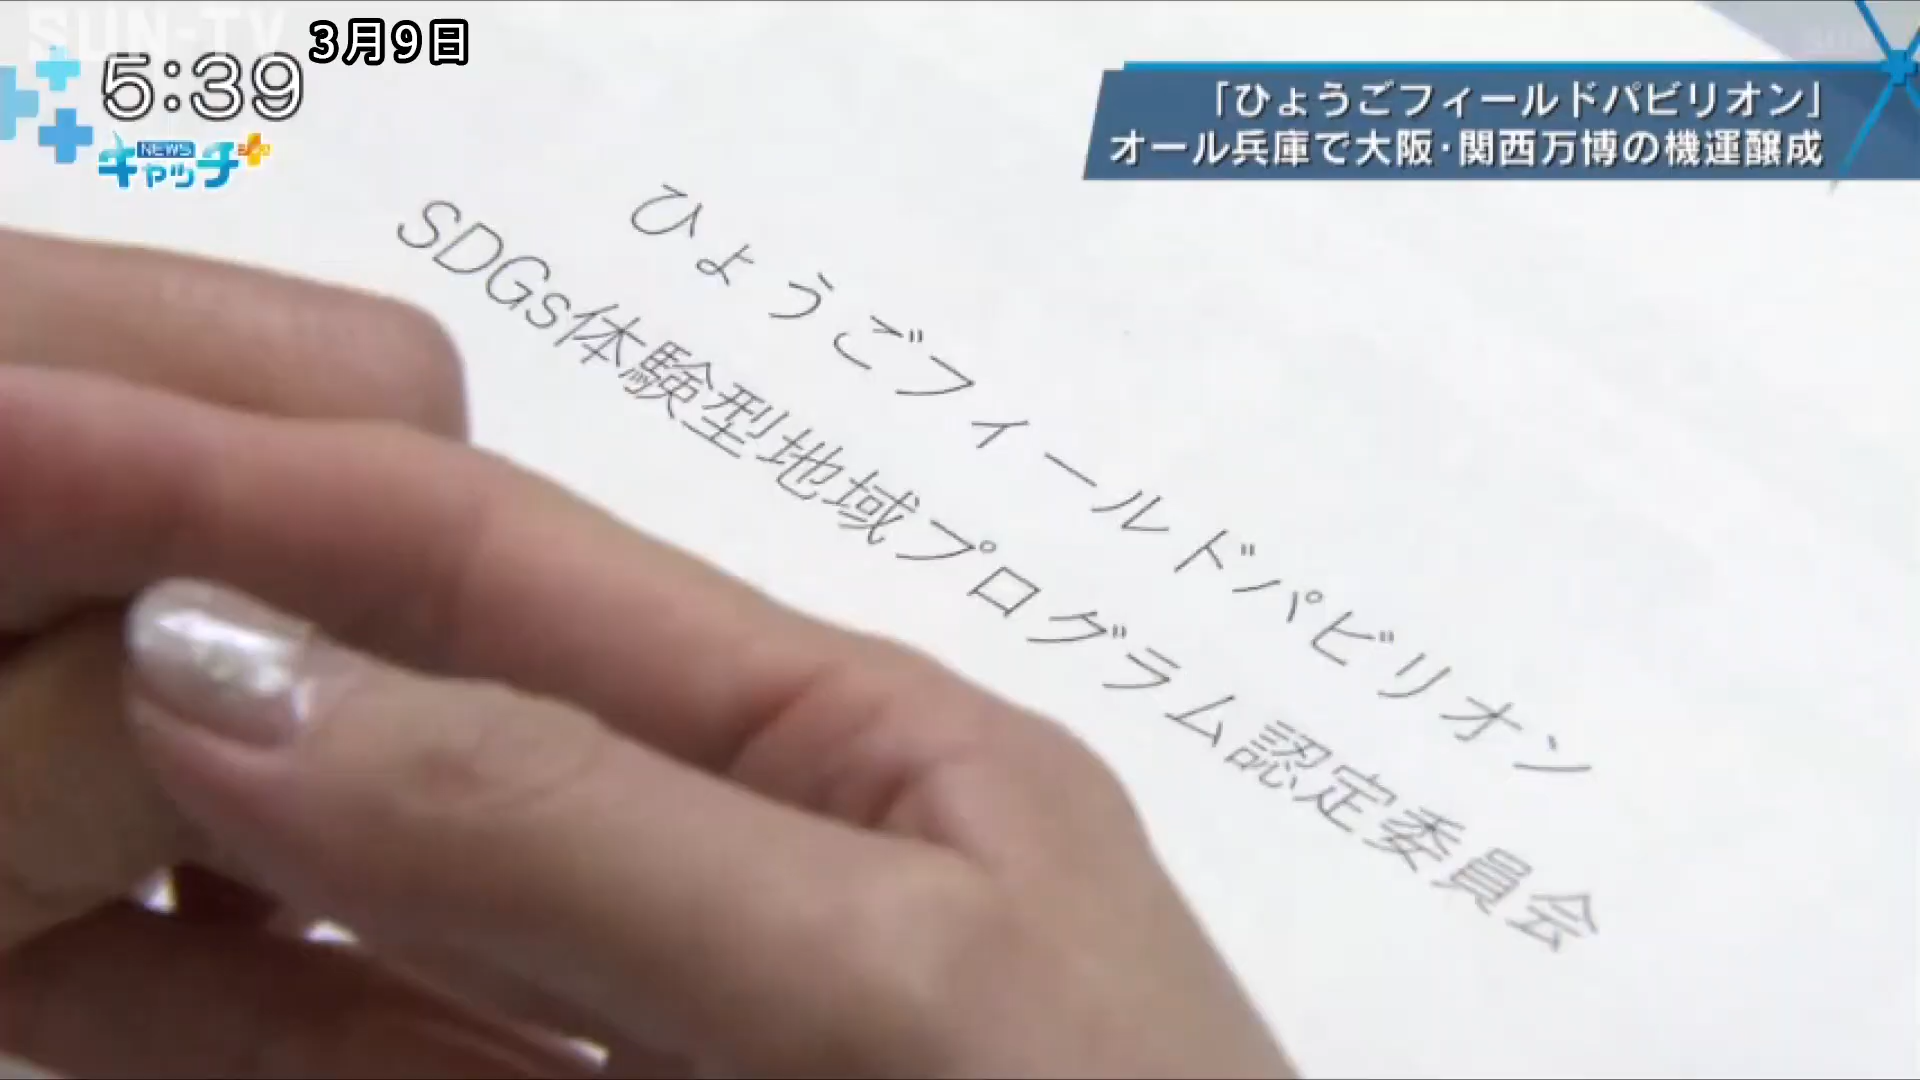 SUN-TV
3月9日
5:39
NEWS
キャッチ+
「ひょうごフィールドパビリオン」
オール兵庫で大阪・関西万博の機運醸成
ひょうごフィールドパビリオン
SDGs体験型地域プログラム認定委員会